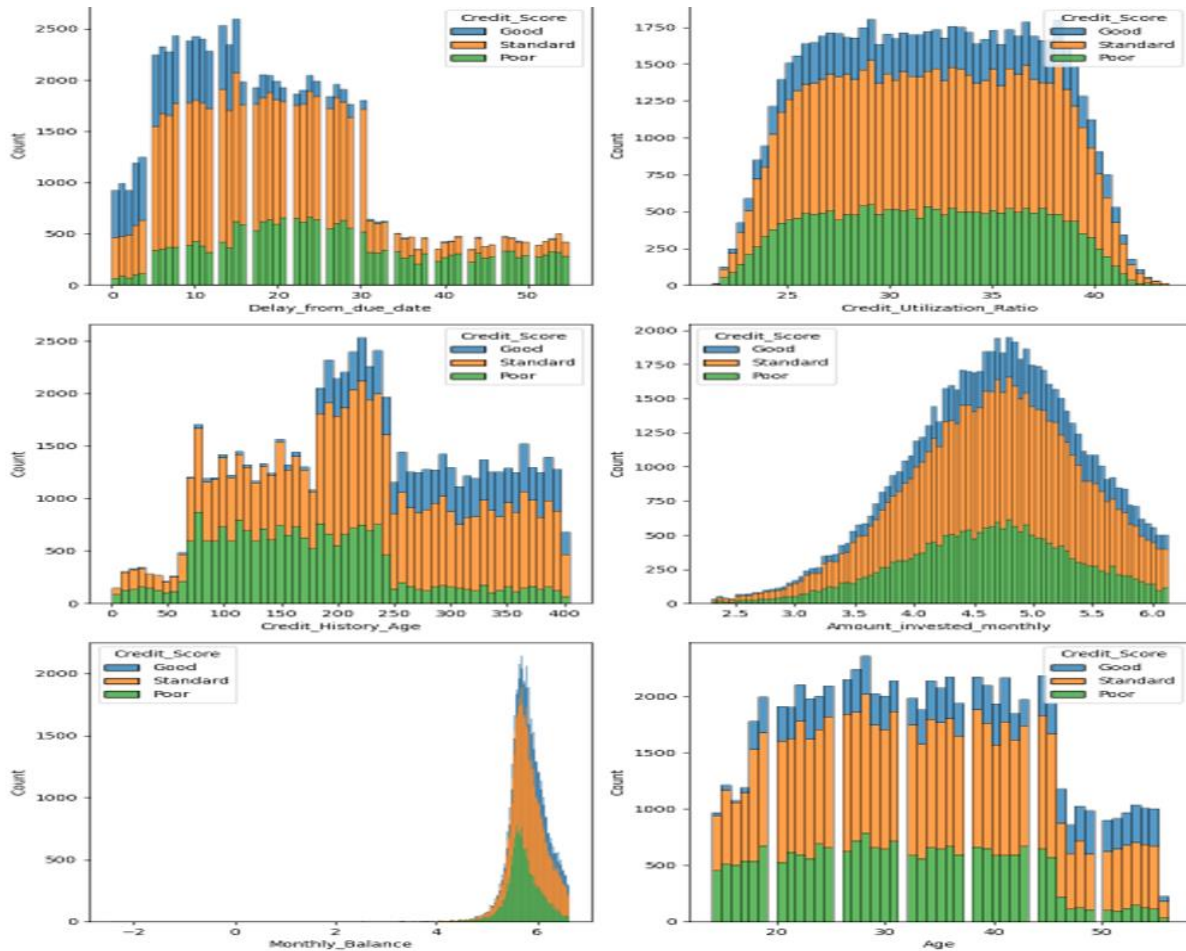 Credit_Score
Good
Standard
Poor
2500
2000
1500
1000
500
0
Count
0 10 20 30 40 50
Delay_from_due_date
Credit_Score
Good
Standard
Poor
1750
1500
1250
1000
750
500
250
0
Count
25 30 35 40
Credit_Utilization_Ratio
Credit_Score
Good
Standard
Poor
2500
2000
1500
1000
500
0
Count
0 50 100 150 200 250 300 350 400
Credit_History_Age
Credit_Score
Good
Standard
Poor
2000
1750
1500
1250
1000
750
500
250
0
Count
2.5 3.0 3.5 4.0 4.5 5.0 5.5 6.0
Amount_invested_monthly
Credit_Score
Good
Standard
Poor
2000
1500
1000
500
0
Count
−2 0 2 4 6
Monthly_Balance
Credit_Score
Good
Standard
Poor
2000
1500
1000
500
0
Count
20 30 40 50
Age